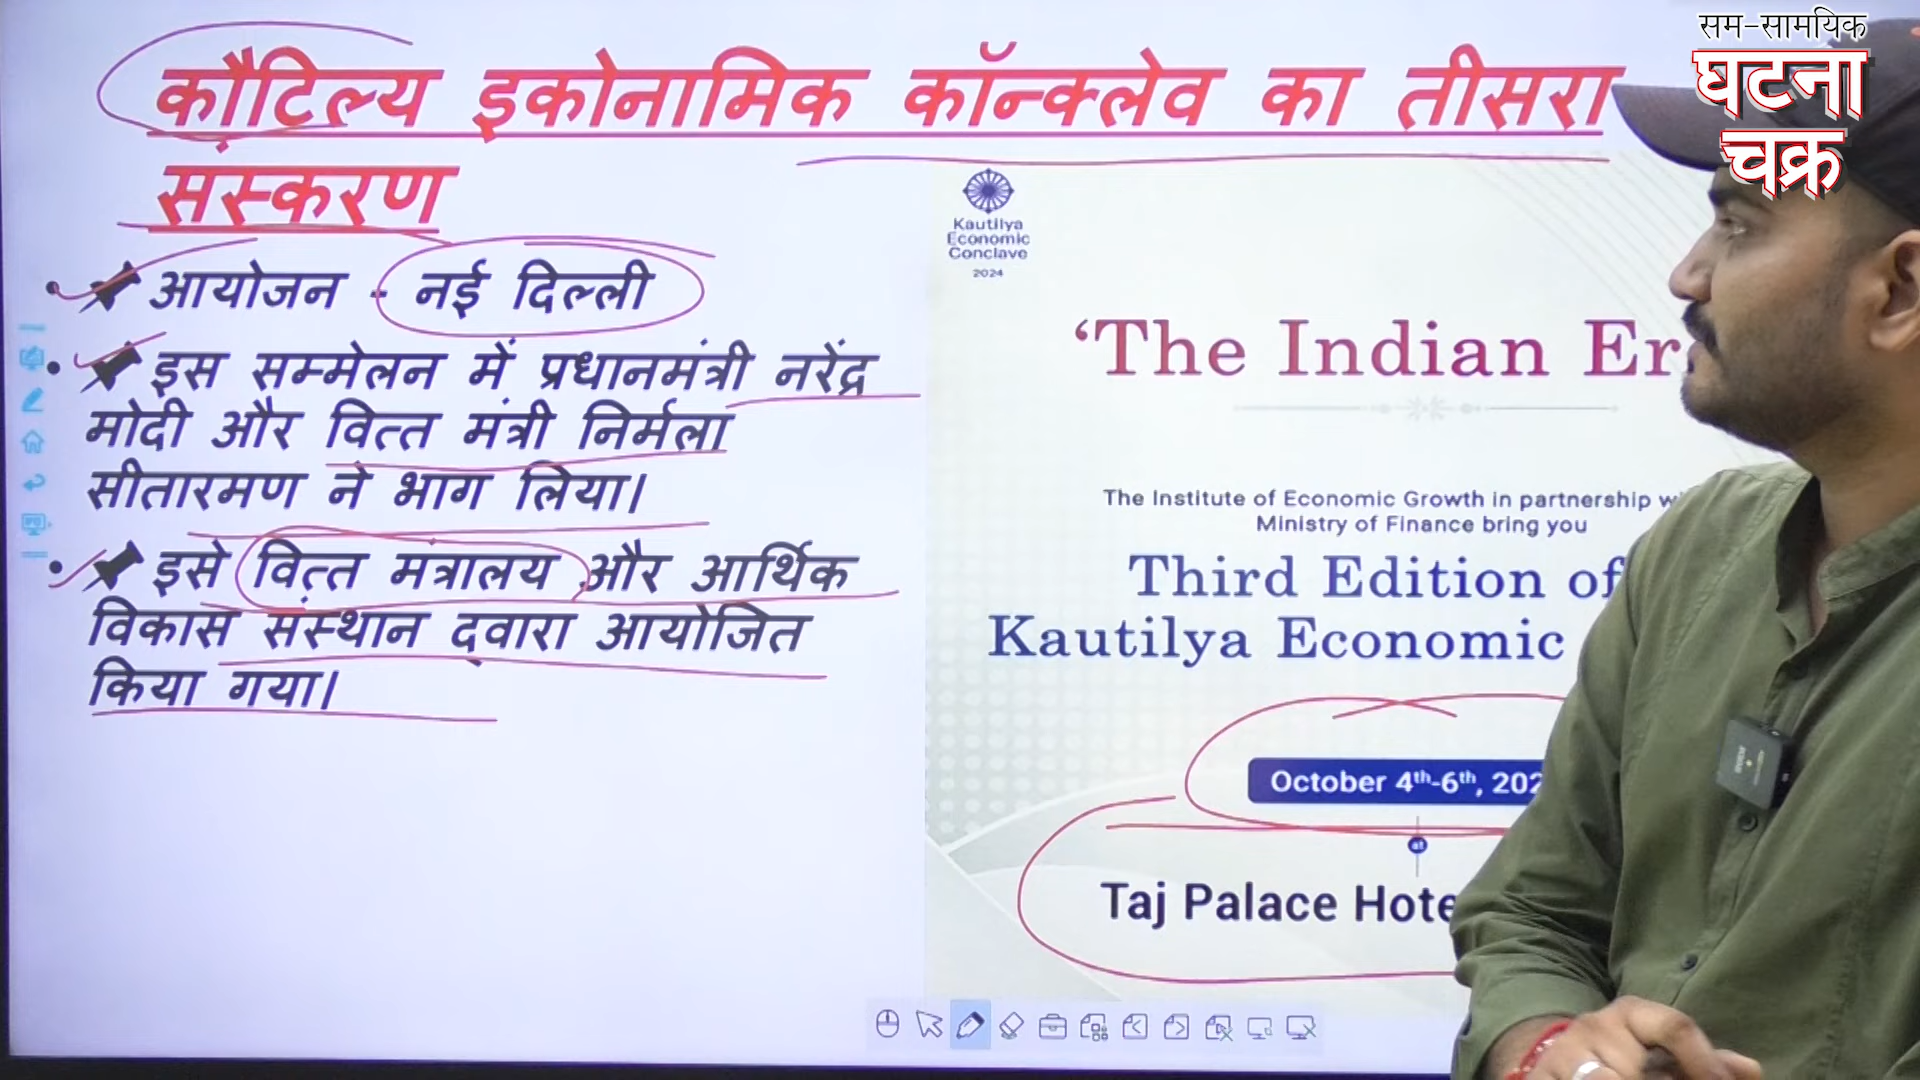 सम-सामयिक
घटना
चक्र
कौटिल्य इकोनामिक कॉन्क्लेव का तीसरा
संस्करण
आयोजन - नई दिल्ली
इस सम्मेलन में प्रधानमंत्री नरेंद्र
मोदी और वित्त मंत्री निर्मला
सीतारमण ने भाग लिया।
इसे वित्त मंत्रालय और आर्थिक
विकास संस्थान द्वारा आयोजित
किया गया।
Kautilya
Economic
Conclave
2024
‘The Indian Er
The Institute of Economic Growth in partnership
Ministry of Finance bring you
Third Edition of
Kautilya Economic
October 4th-6th, 202
at
Taj Palace Hote